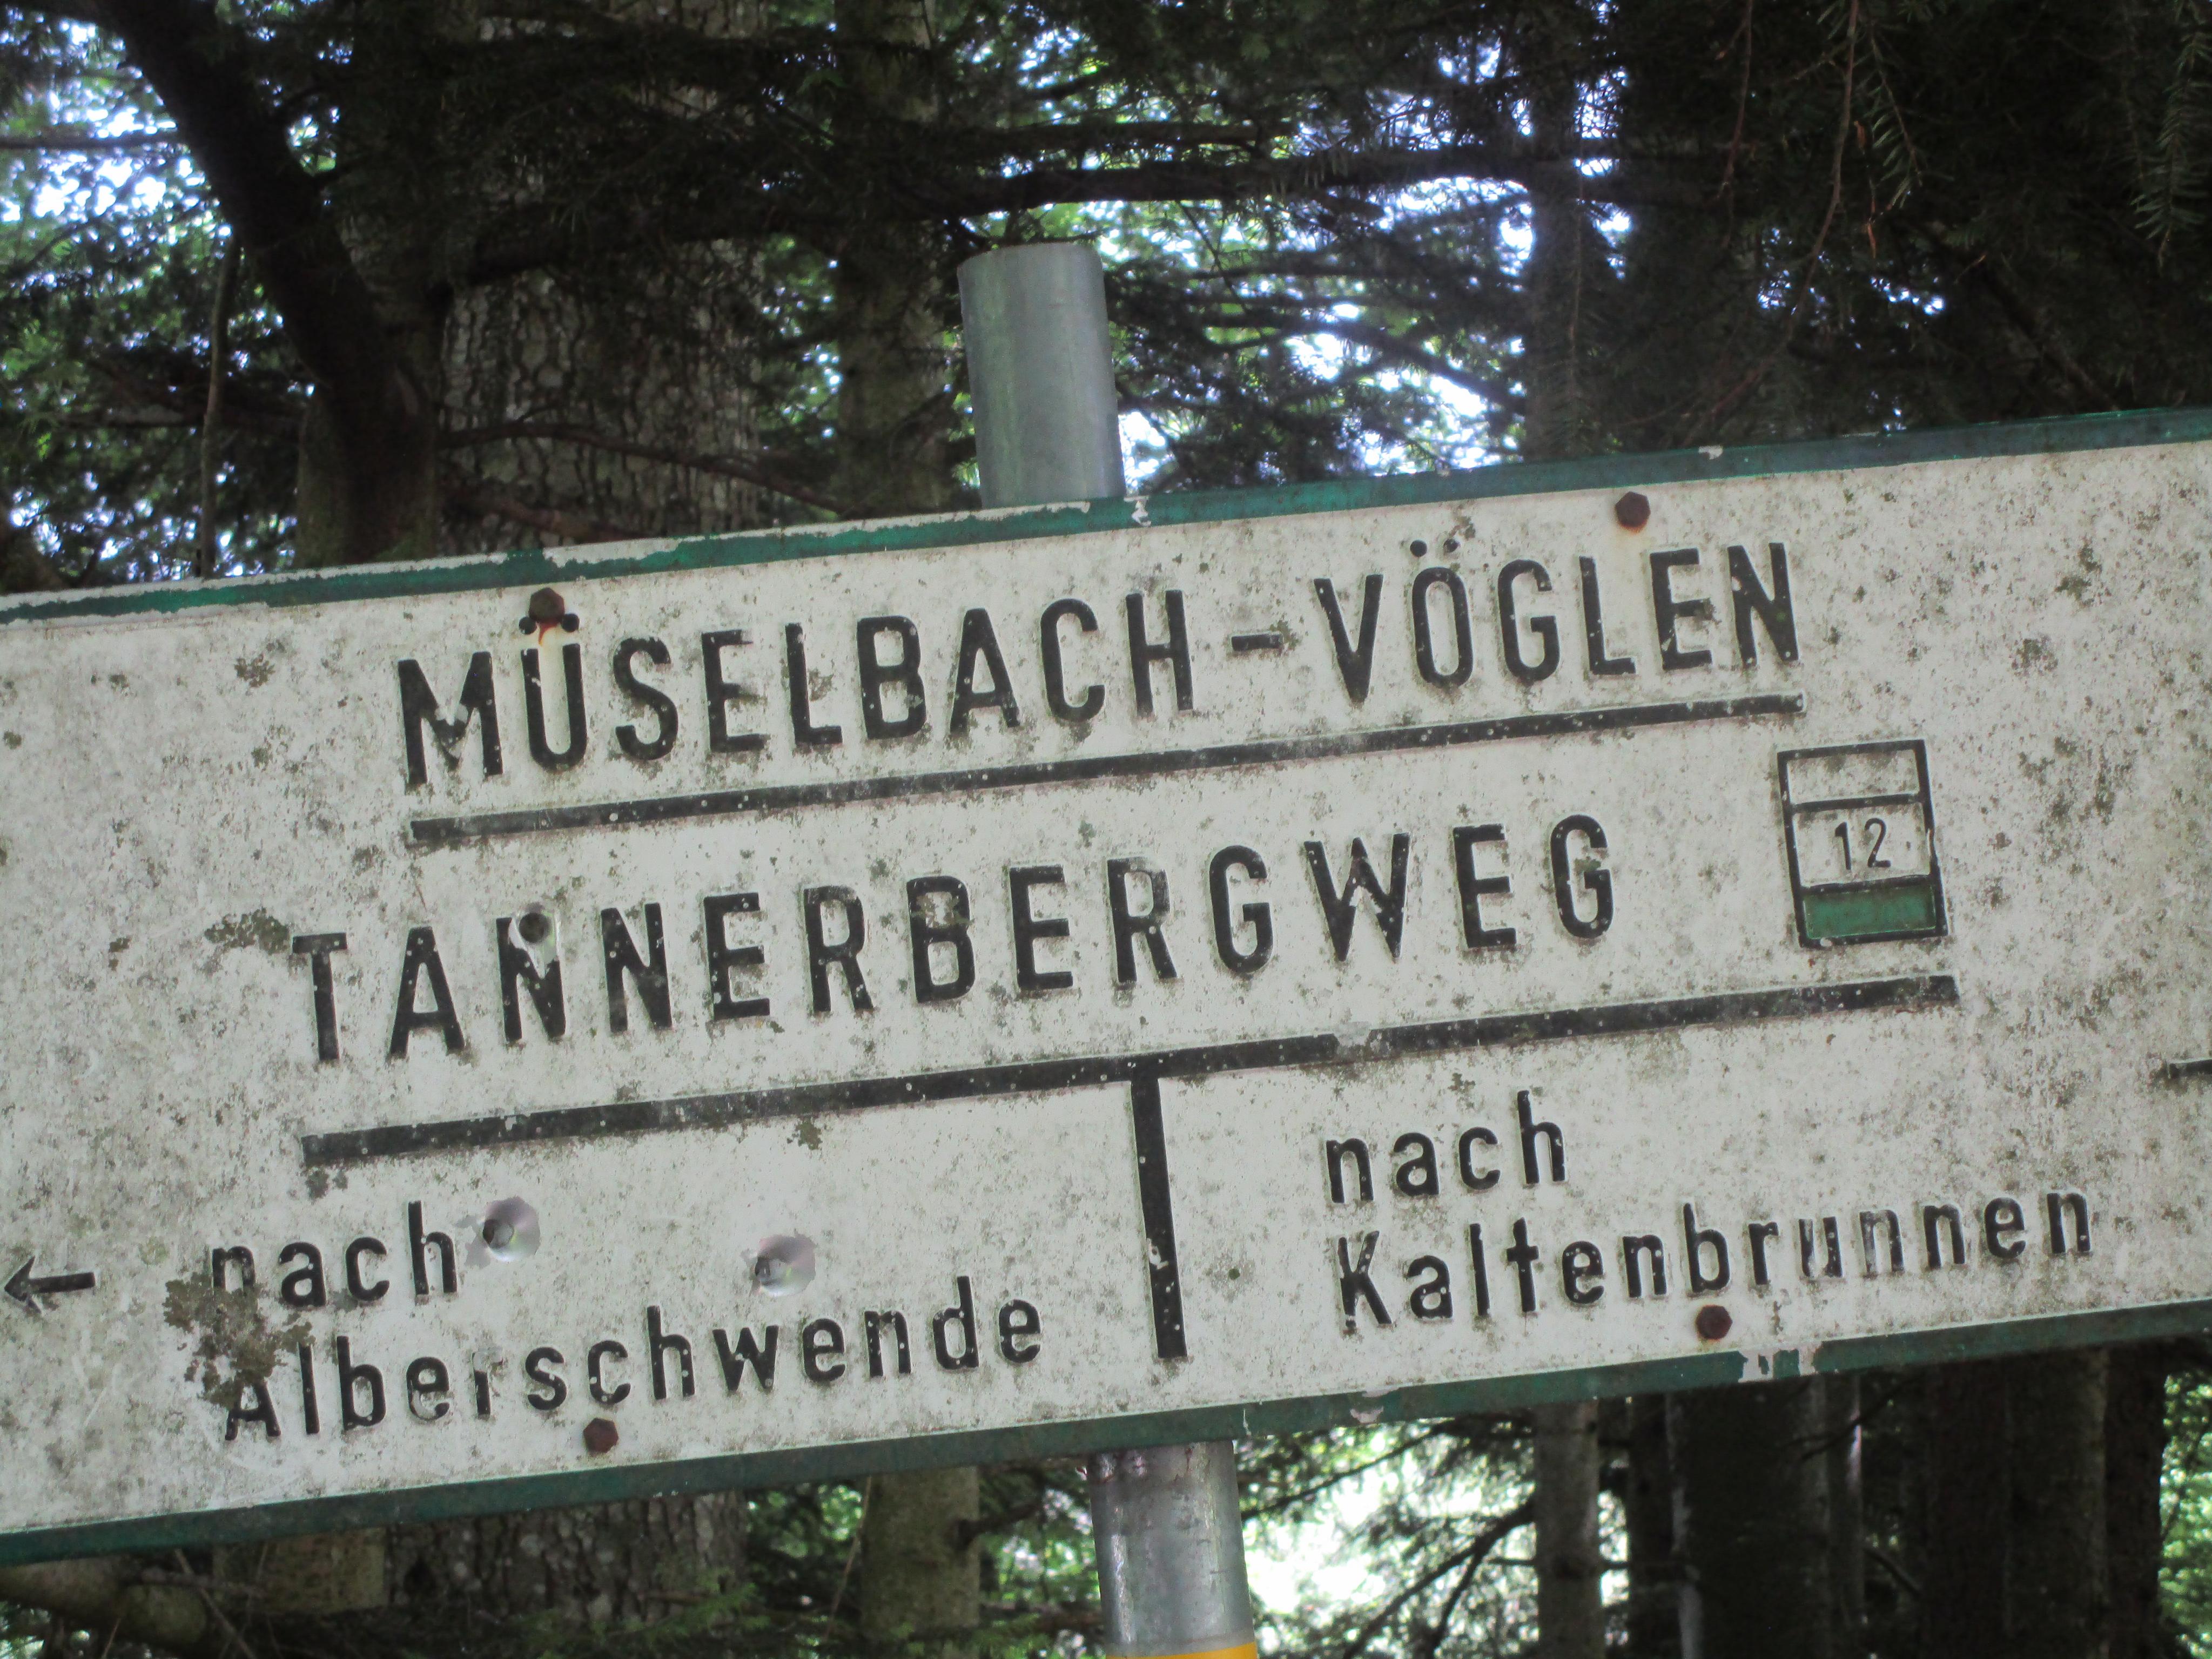 MÜSELBACH-VÖGLEN
TANNERBERGWEG 12
← nach
Alberschwende
nach
Kaltenbrunnen